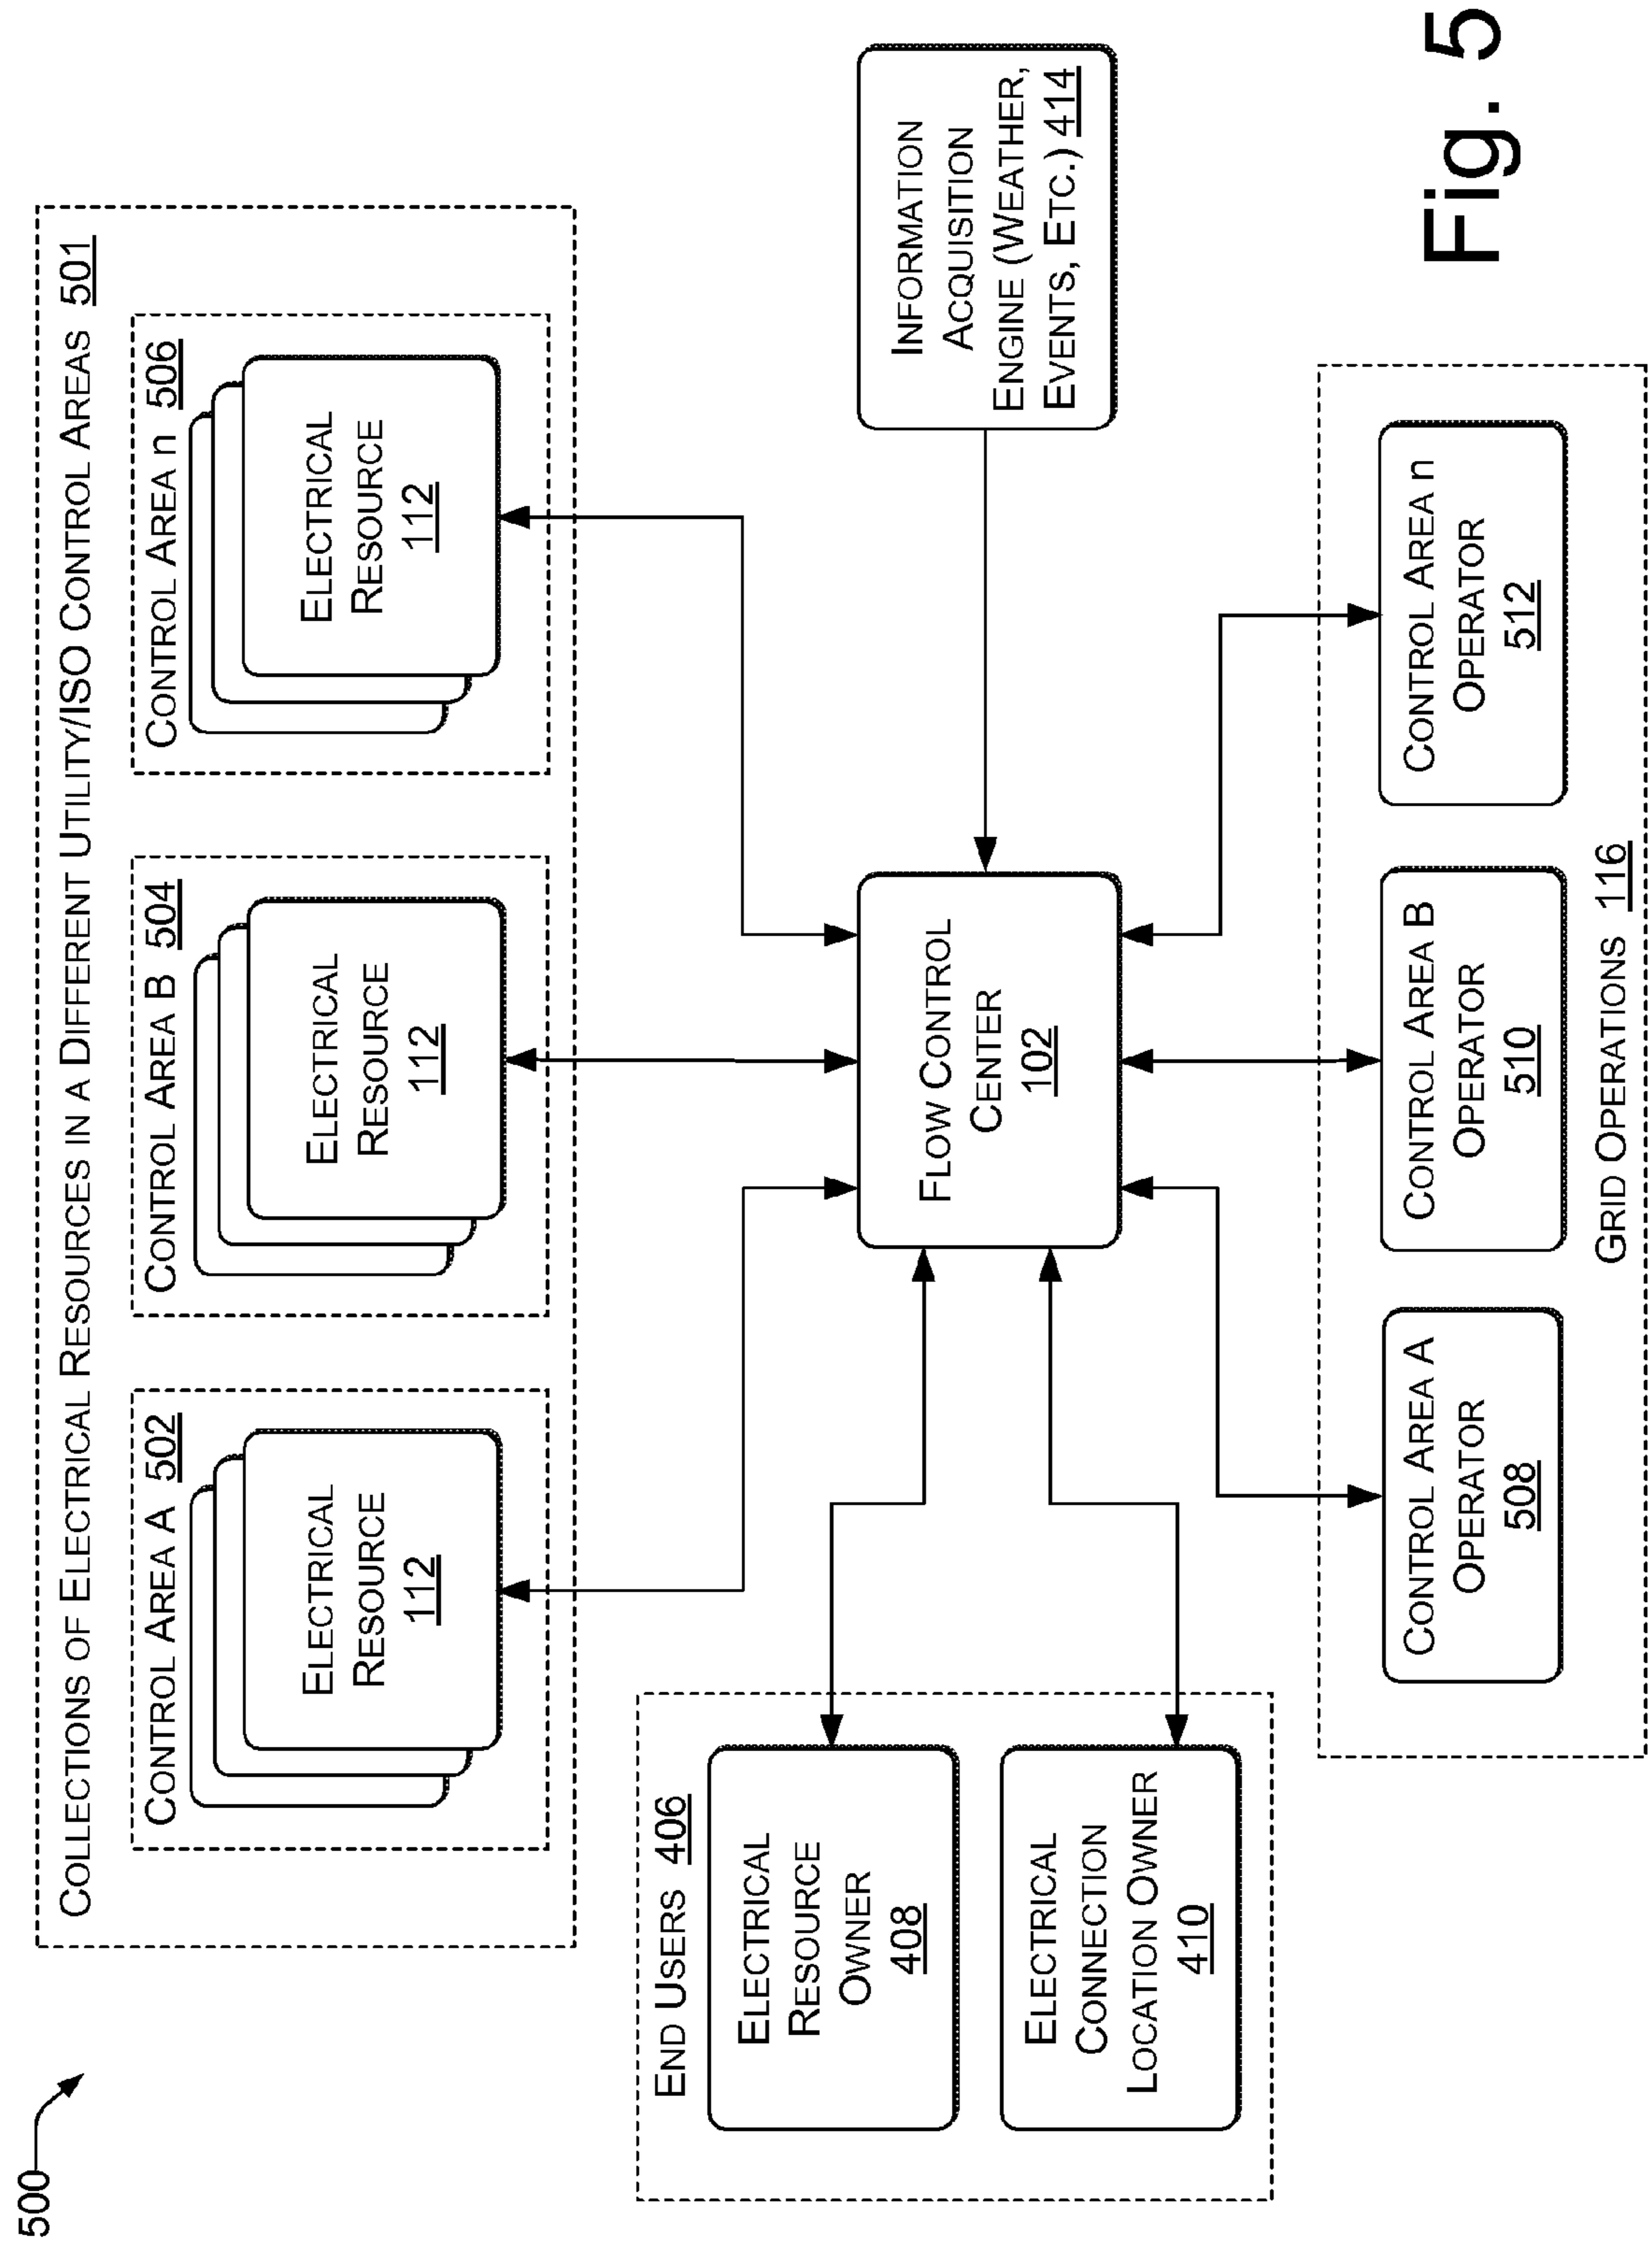 500
COLLECTIONS OF ELECTRICAL RESOURCES IN A DIFFERENT UTILITY/ISO CONTROL AREAS 501
CONTROL AREA A 502
ELECTRICAL
RESOURCE
112
CONTROL AREA B 504
ELECTRICAL
RESOURCE
112
CONTROL AREA n 506
ELECTRICAL
RESOURCE
112
END USERS 406
ELECTRICAL
RESOURCE
OWNER
408
ELECTRICAL
CONNECTION
LOCATION OWNER
410
FLOW CONTROL
CENTER
102
INFORMATION
ACQUISITION
ENGINE (WEATHER,
EVENTS, ETC.) 414
CONTROL AREA A
OPERATOR
508
CONTROL AREA B
OPERATOR
510
CONTROL AREA n
OPERATOR
512
GRID OPERATIONS 116
Fig. 5